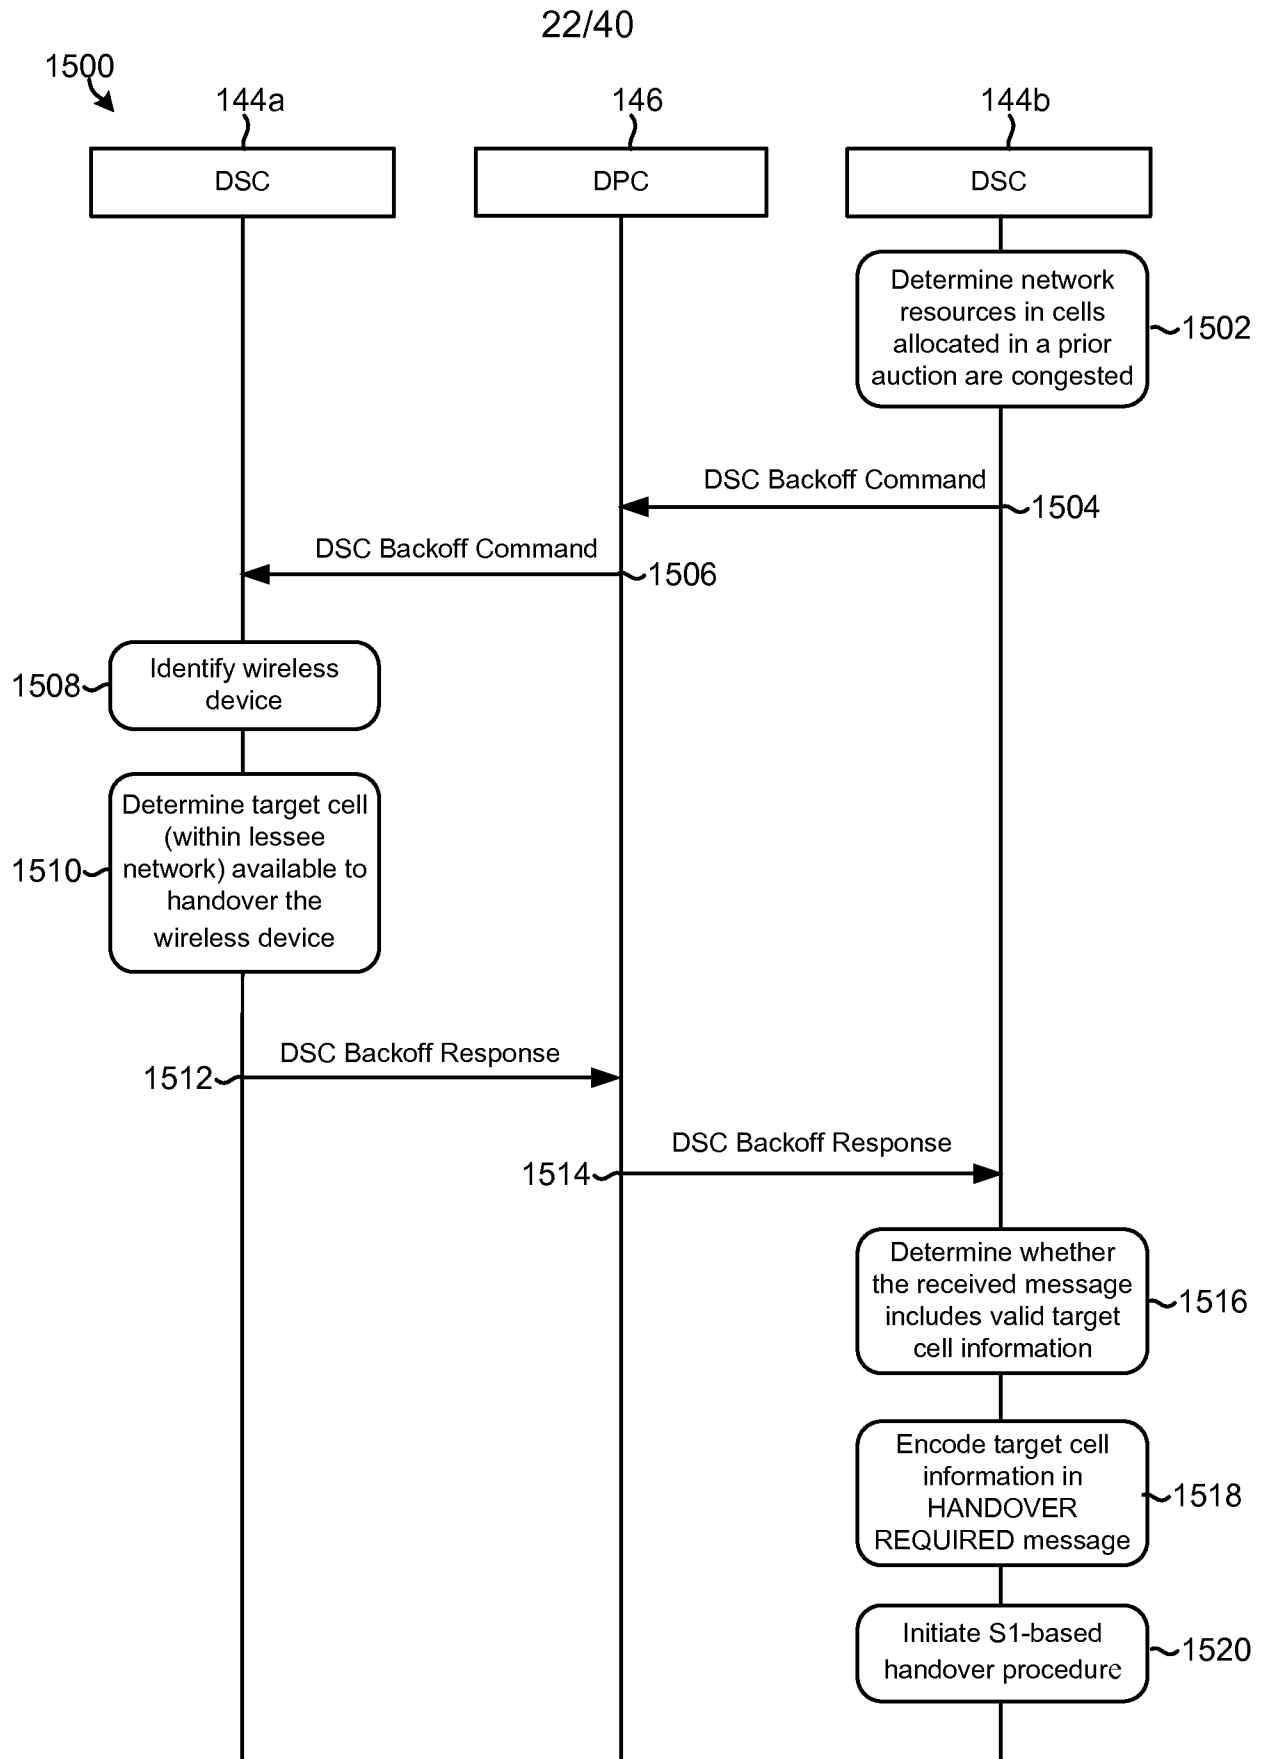 22/40
1500
144a
146
144b
DSC
DPC
DSC
Determine network
resources in cells
allocated in a prior
auction are congested
1502
DSC Backoff Command
1504
DSC Backoff Command
1506
Identify wireless
device
1508
Determine target cell
(within lessee
network) available to
handover the
wireless device
1510
DSC Backoff Response
1512
DSC Backoff Response
1514
Determine whether
the received message
includes valid target
cell information
1516
Encode target cell
information in
HANDOVER
REQUIRED message
1518
Initiate S1-based
handover procedure
1520